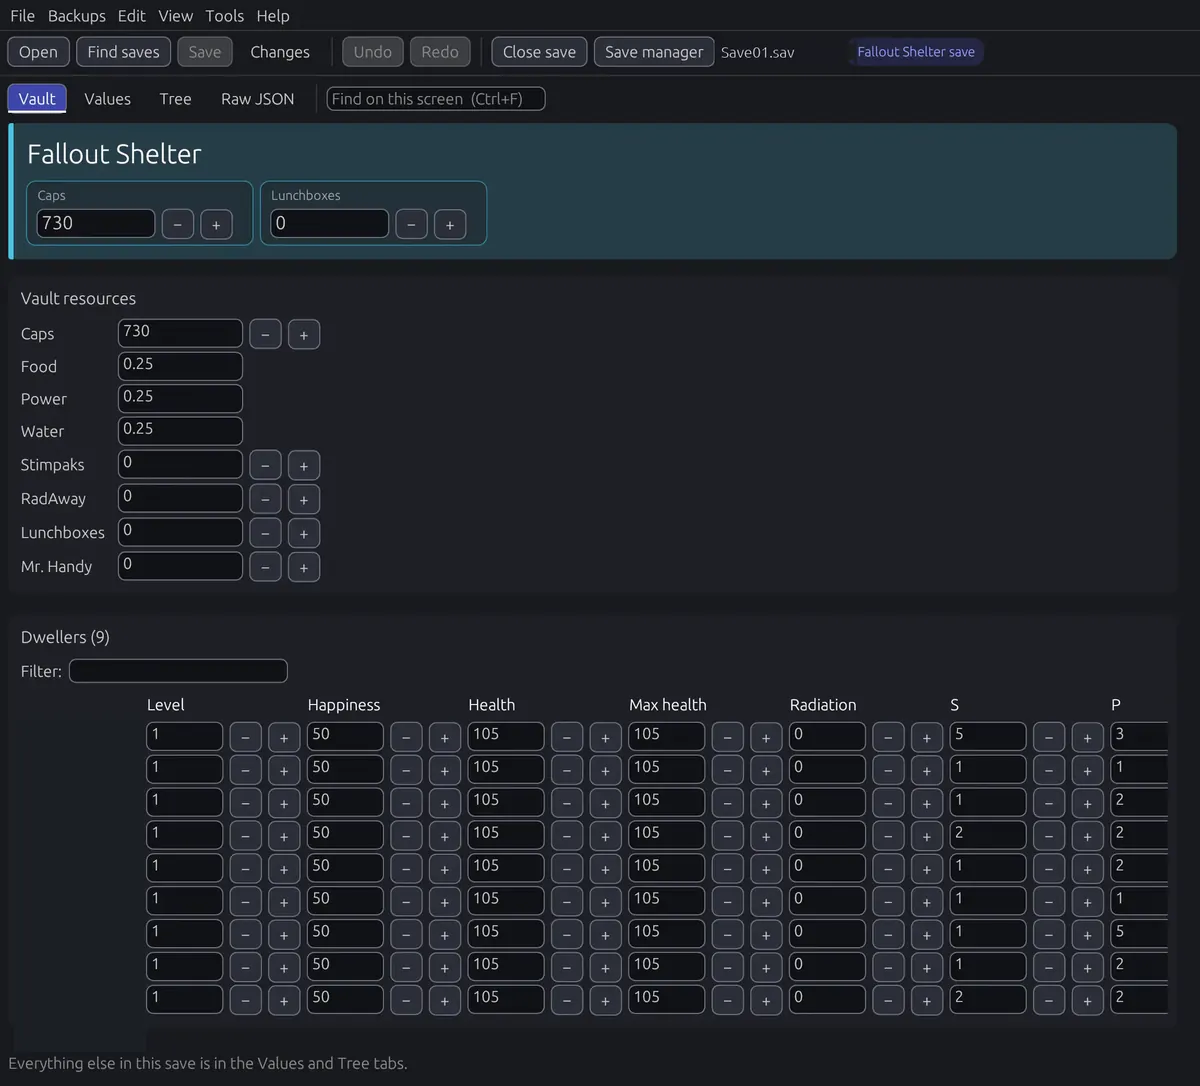 File Backups Edit View Tools Help
Open Find saves Save Changes Undo Redo Close save Save manager Save01.sav Fallout Shelter save
Vault Values Tree Raw JSON Find on this screen (Ctrl+F)
Fallout Shelter
Caps Lunchboxes
730 − + 0 − +
Vault resources
Caps 730 − +
Food 0.25
Power 0.25
Water 0.25
Stimpaks 0 − +
RadAway 0 − +
Lunchboxes 0 − +
Mr. Handy 0 − +
Dwellers (9)
Filter:
Level Happiness Health Max health Radiation S P
1 − + 50 − + 105 − + 105 − + 0 − + 5 − + 3
1 − + 50 − + 105 − + 105 − + 0 − + 1 − + 1
1 − + 50 − + 105 − + 105 − + 0 − + 1 − + 2
1 − + 50 − + 105 − + 105 − + 0 − + 2 − + 2
1 − + 50 − + 105 − + 105 − + 0 − + 1 − + 2
1 − + 50 − + 105 − + 105 − + 0 − + 1 − + 1
1 − + 50 − + 105 − + 105 − + 0 − + 1 − + 5
1 − + 50 − + 105 − + 105 − + 0 − + 1 − + 2
1 − + 50 − + 105 − + 105 − + 0 − + 2 − + 2
Everything else in this save is in the Values and Tree tabs.